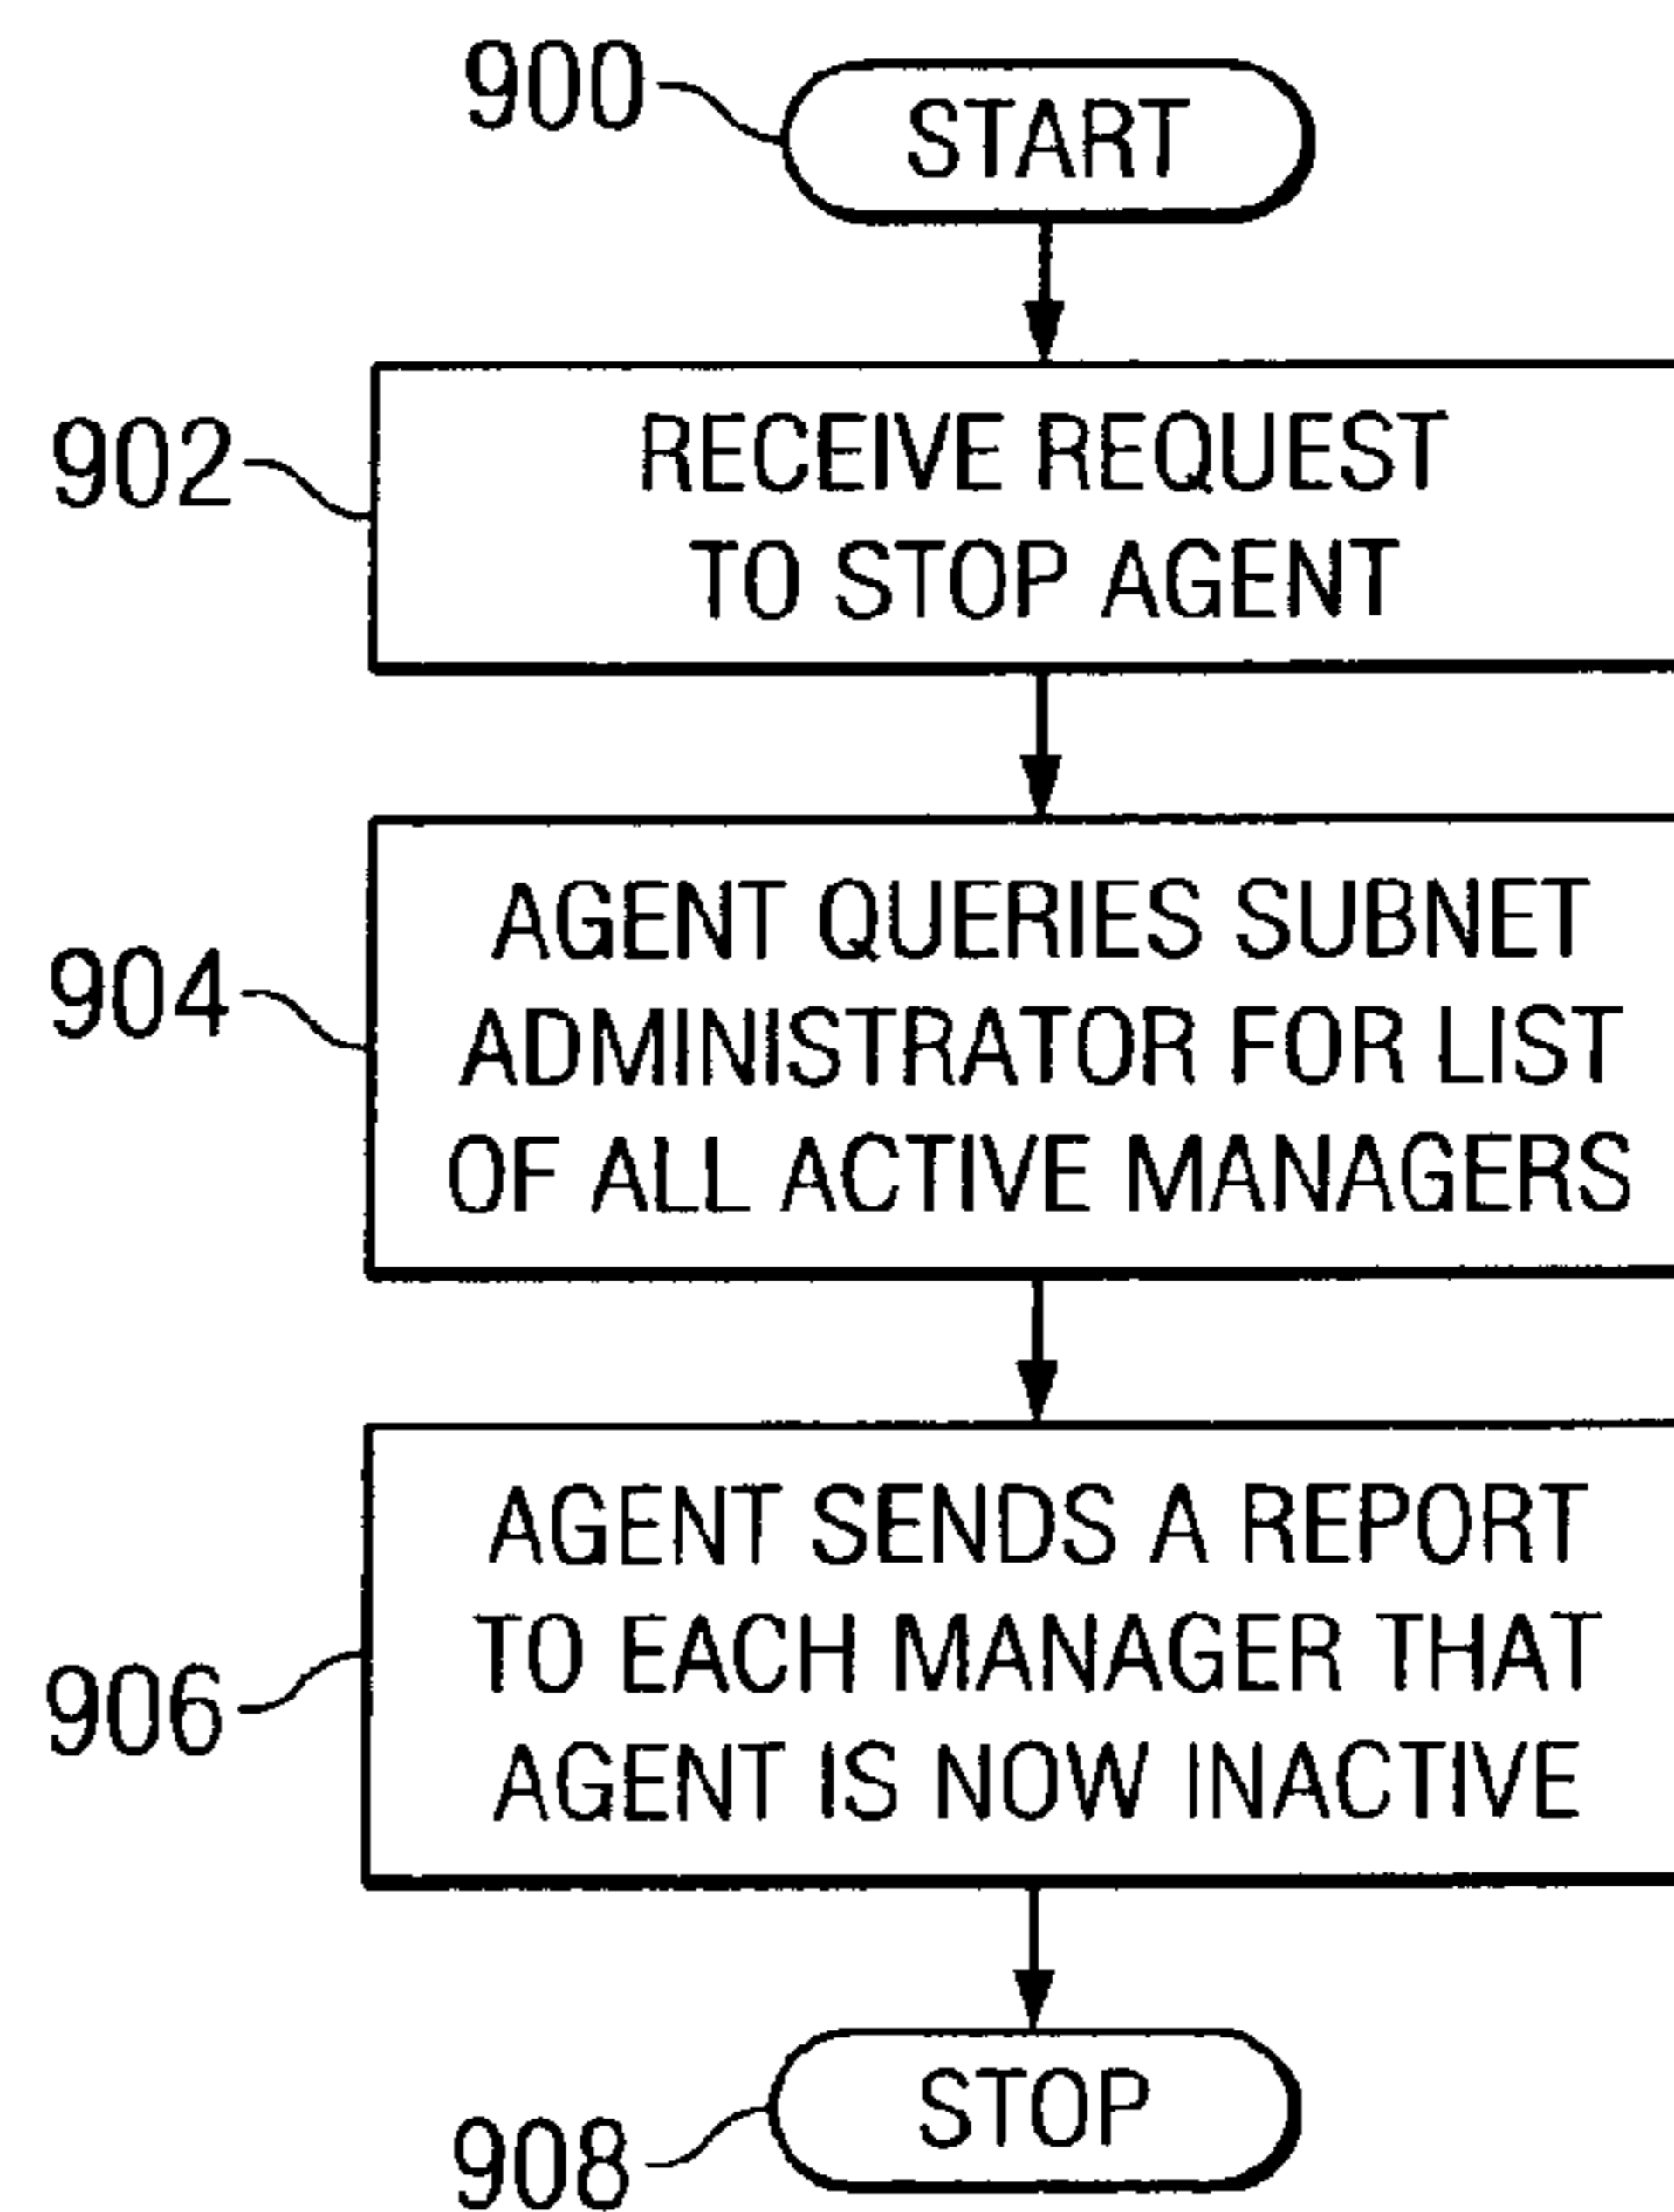 900
START
902
RECEIVE REQUEST
TO STOP AGENT
904
AGENT QUERIES SUBNET
ADMINISTRATOR FOR LIST
OF ALL ACTIVE MANAGERS
906
AGENT SENDS A REPORT
TO EACH MANAGER THAT
AGENT IS NOW INACTIVE
908
STOP